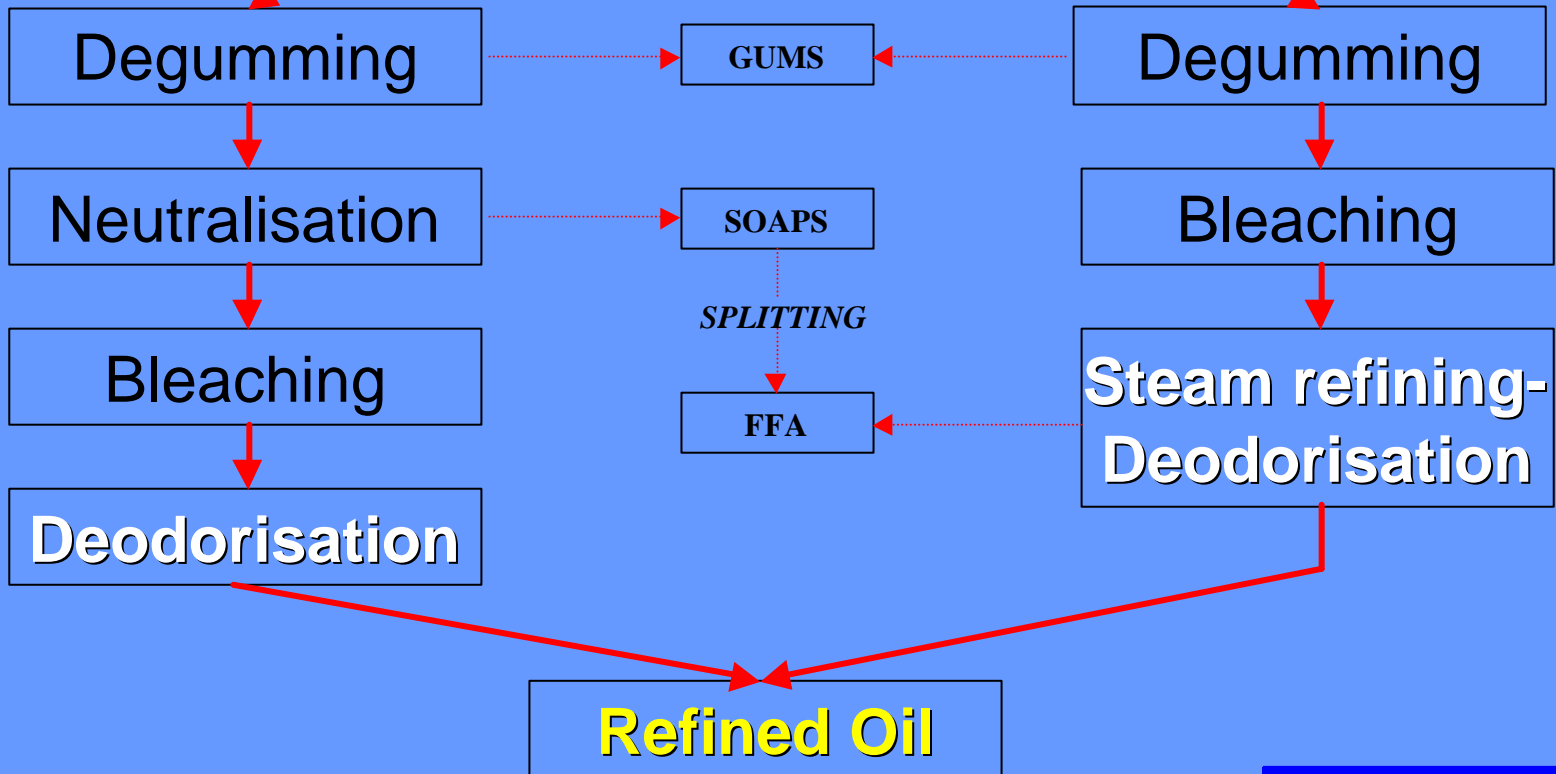 Degumming
GUMS
Degumming
Neutralisation
SOAPS
Bleaching
SPLITTING
Bleaching
FFA
Steam refining-
Deodorisation
Deodorisation
Refined Oil